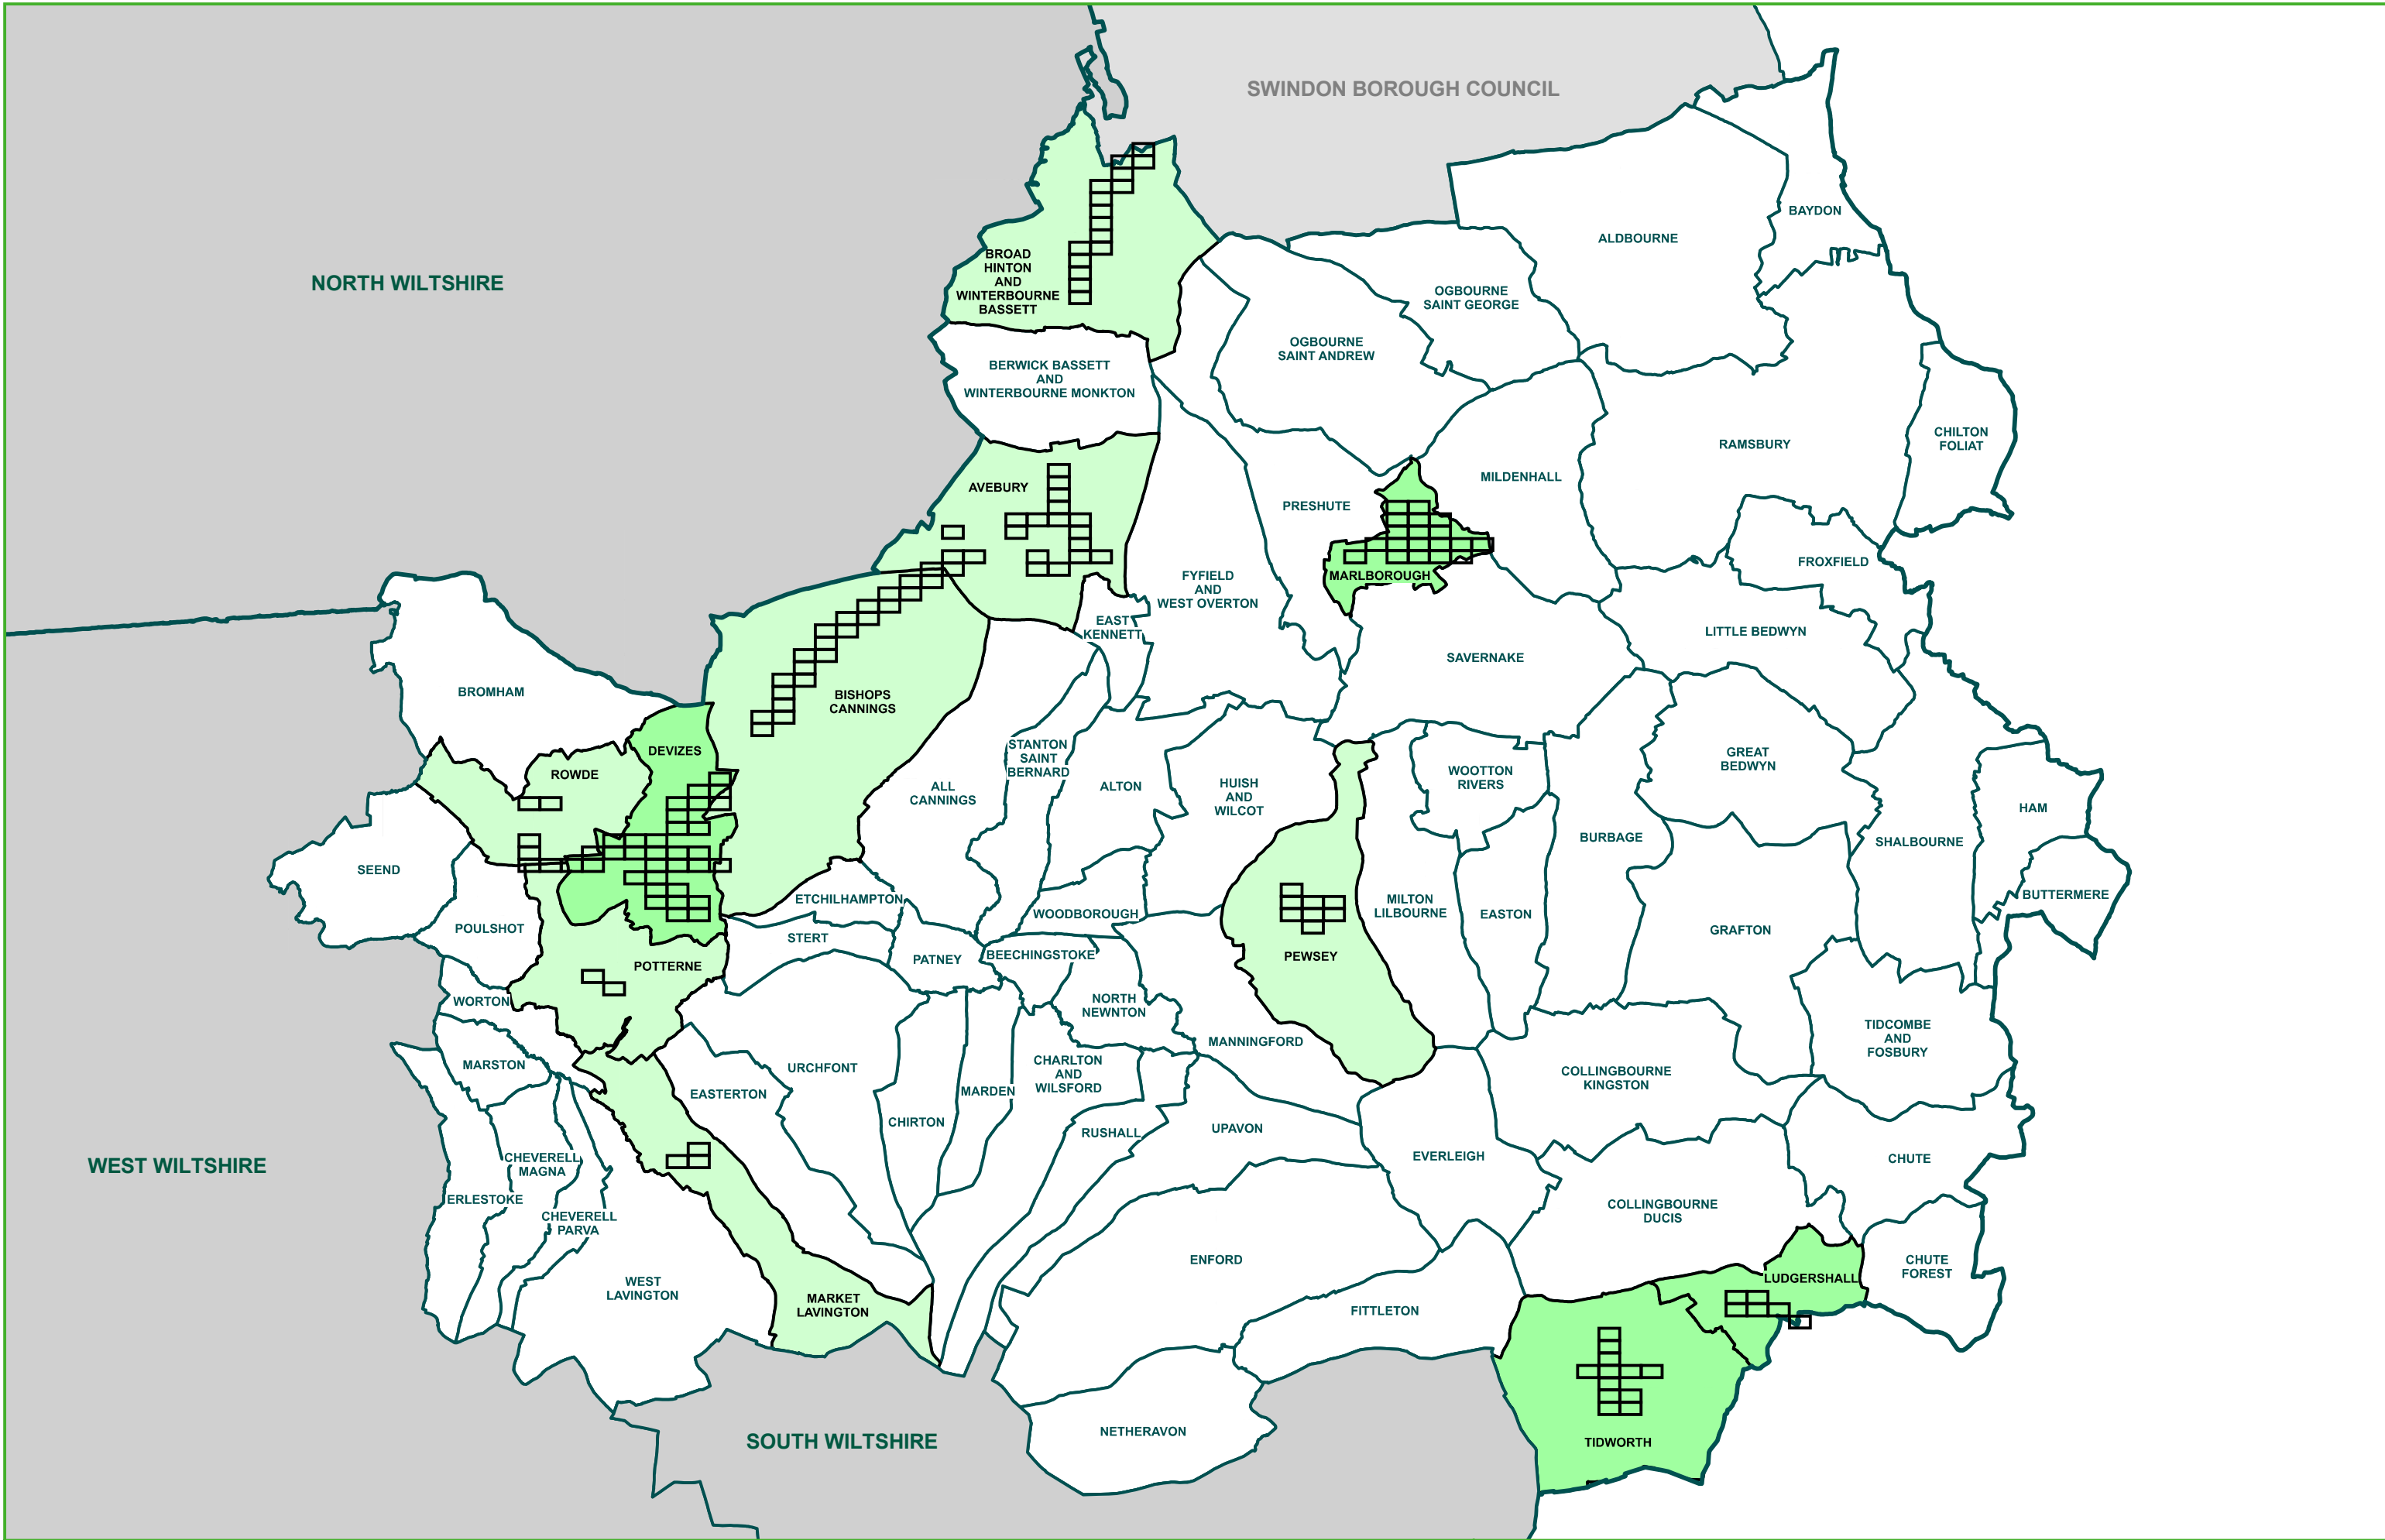 SWINDON BOROUGH COUNCIL
NORTH WILTSHIRE
BAYDON
ALDBOURNE
BROAD
HINTON
AND
WINTERBOURNE
BASSETT
OGBOURNE
SAINT GEORGE
OGBOURNE
SAINT ANDREW
BERWICK BASSETT
AND
WINTERBOURNE MONKTON
CHILTON
FOLIAT
RAMSBURY
MILDENHALL
AVEBURY
PRESHUTE
FROXFIELD
MARLBOROUGH
FYFIELD
AND
WEST OVERTON
EAST
KENNETT
LITTLE BEDWYN
SAVERNAKE
BROMHAM
BISHOPS
CANNINGS
DEVIZES
STANTON
SAINT
BERNARD
GREAT
BEDWYN
ROWDE
WOOTTON
RIVERS
ALL
CANNINGS
ALTON
HUISH
AND
WILCOT
HAM
BURBAGE
SHALBOURNE
SEEND
BUTTERMERE
ETCHILHAMPTON
MILTON
LILBOURNE
WOODBOROUGH
EASTON
POULSHOT
GRAFTON
STERT
BEECHINGSTOKE
PEWSEY
PATNEY
POTTERNE
WORTON
NORTH
NEWNTON
TIDCOMBE
AND
FOSBURY
MANNINGFORD
MARSTON
URCHFONT
CHARLTON
AND
WILSFORD
COLLINGBOURNE
KINGSTON
EASTERTON
MARDEN
CHIRTON
RUSHALL
UPAVON
EVERLEIGH
CHUTE
WEST WILTSHIRE
CHEVERELL
MAGNA
ERLESTOKE
CHEVERELL
PARVA
COLLINGBOURNE
DUCIS
ENFORD
CHUTE
FOREST
LUDGERSHALL
WEST
LAVINGTON
MARKET
LAVINGTON
FITTLETON
NETHERAVON
SOUTH WILTSHIRE
TIDWORTH